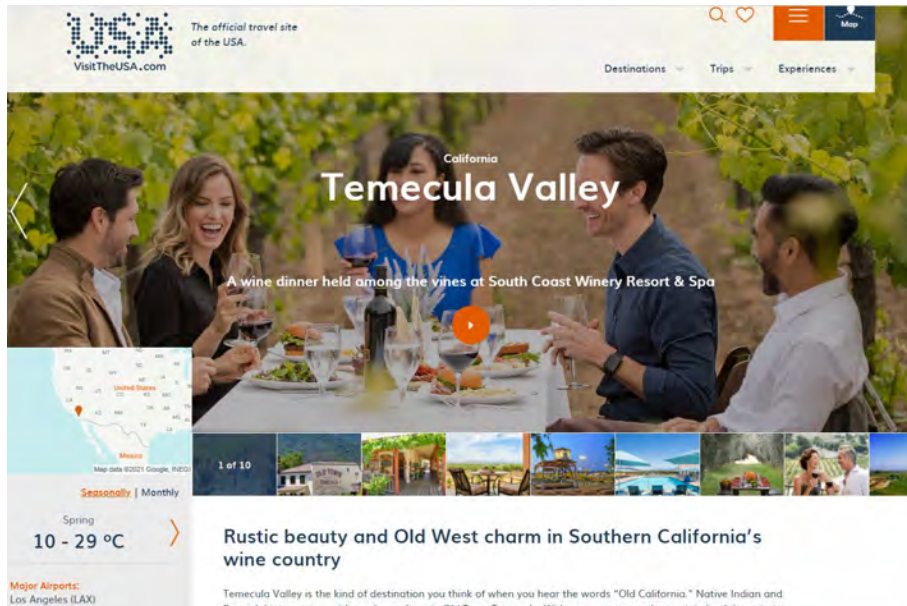 USA
VisitTheUSA.com
The official travel site
of the USA.
Map
Destinations
Trips
Experiences
California
Temecula Valley
A wine dinner held among the vines at South Coast Winery Resort & Spa
United States
Mexico
Map data ©2021 Google, INEGI
1 of 10
OLD TOWN
Seasonally | Monthly
Spring
10 - 29 ºC
Major Airports:
Los Angeles (LAX)
Rustic beauty and Old West charm in Southern California’s
wine country
Temecula Valley is the kind of destination you think of when you hear the words "Old California." Native Indian and